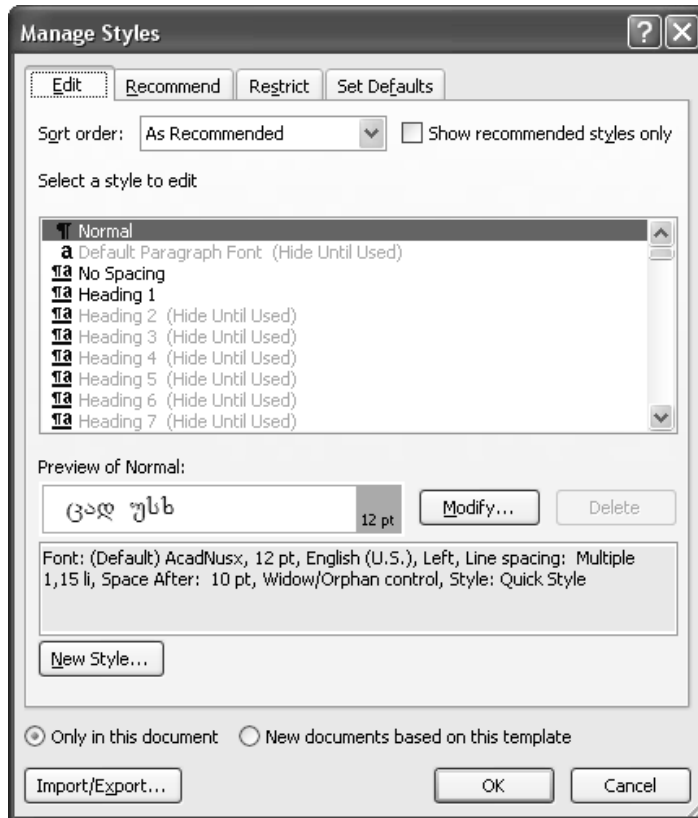 Manage Styles
Edit Recommend Restrict Set Defaults
Sort order: As Recommended Show recommended styles only
Select a style to edit
¶ Normal
a Default Paragraph Font (Hide Until Used)
¶a No Spacing
¶a Heading 1
¶a Heading 2 (Hide Until Used)
¶a Heading 3 (Hide Until Used)
¶a Heading 4 (Hide Until Used)
¶a Heading 5 (Hide Until Used)
¶a Heading 6 (Hide Until Used)
¶a Heading 7 (Hide Until Used)
Preview of Normal:
ცად უსხ 12 pt Modify... Delete
Font: (Default) AcadNusx, 12 pt, English (U.S.), Left, Line spacing: Multiple
1,15 li, Space After: 10 pt, Widow/Orphan control, Style: Quick Style
New Style...
Only in this document New documents based on this template
Import/Export... OK Cancel